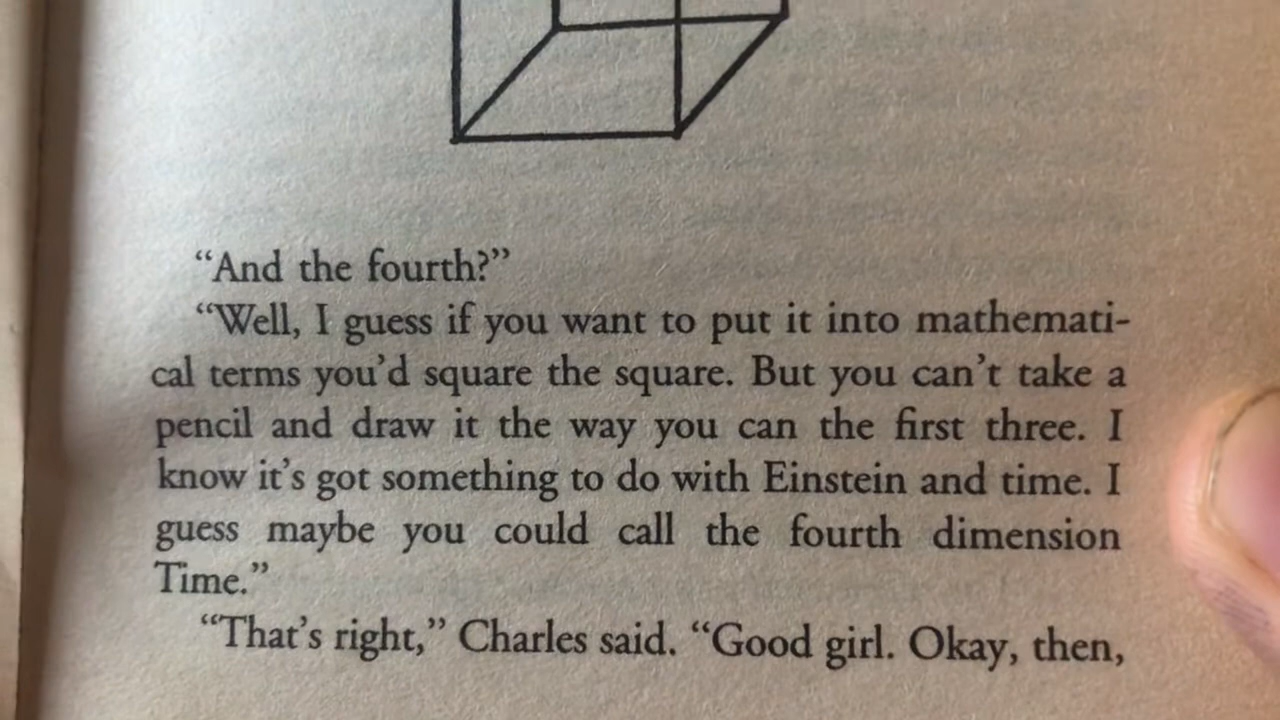 “And the fourth?”
“Well, I guess if you want to put it into mathemati-
cal terms you’d square the square. But you can’t take a
pencil and draw it the way you can the first three. I
know it’s got something to do with Einstein and time. I
guess maybe you could call the fourth dimension
Time.”
“That’s right,” Charles said. “Good girl. Okay, then,